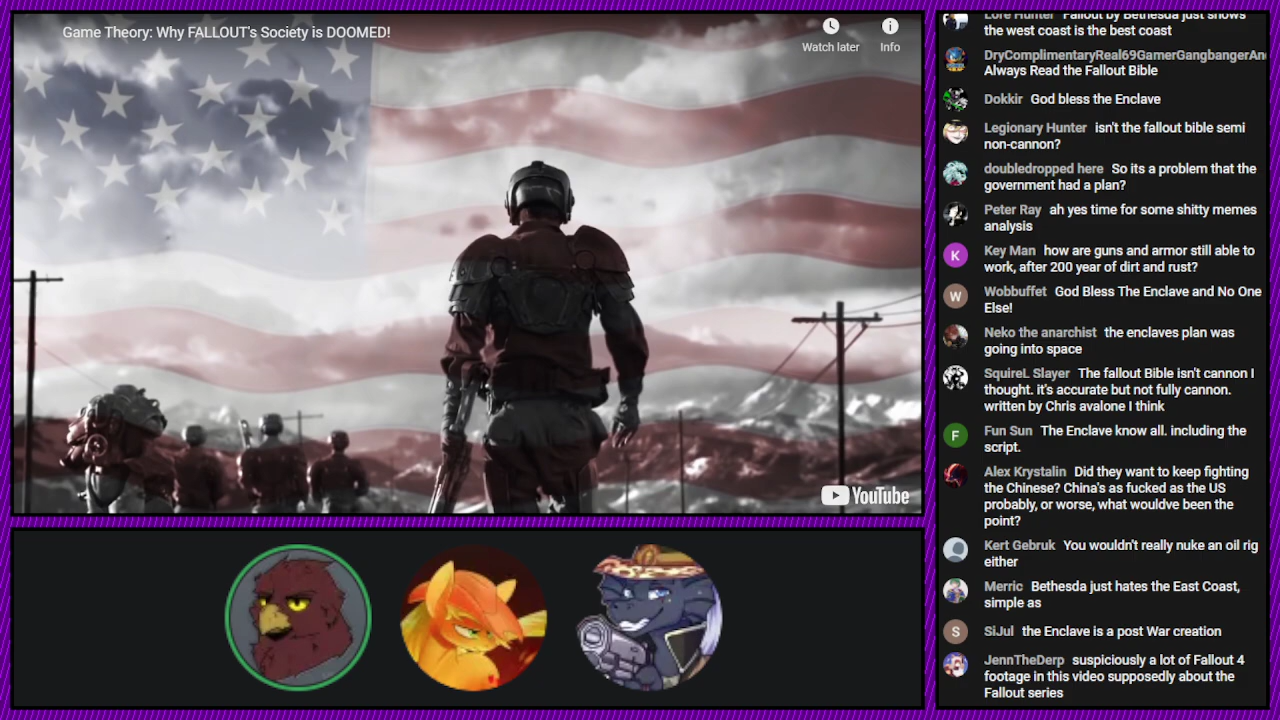 Game Theory: Why FALLOUT's Society is DOOMED!
Watch later
Info
YouTube
Lore Hunter Fallout by Bethesda just shows
the west coast is the best coast
DryComplimentaryReal69GamerGangbangerAn
Always Read the Fallout Bible
Dokkir God bless the Enclave
Legionary Hunter isn't the fallout bible semi
non-cannon?
doubledropped here So its a problem that the
government had a plan?
Peter Ray ah yes time for some shitty memes
analysis
K
Key Man how are guns and armor still able to
work, after 200 year of dirt and rust?
W
Wobbuffet God Bless The Enclave and No One
Else!
Neko the anarchist the enclaves plan was
going into space
SquireL Slayer The fallout Bible isn't cannon I
thought. it's accurate but not fully cannon.
written by Chris avalone I think
F
Fun Sun The Enclave know all. including the
script.
Alex Krystalin Did they want to keep fighting
the Chinese? China's as fucked as the US
probably, or worse, what wouldve been the
point?
Kert Gebruk You wouldn't really nuke an oil rig
either
Merric Bethesda just hates the East Coast,
simple as
S
SiJul the Enclave is a post War creation
JennTheDerp suspiciously a lot of Fallout 4
footage in this video supposedly about the
Fallout series